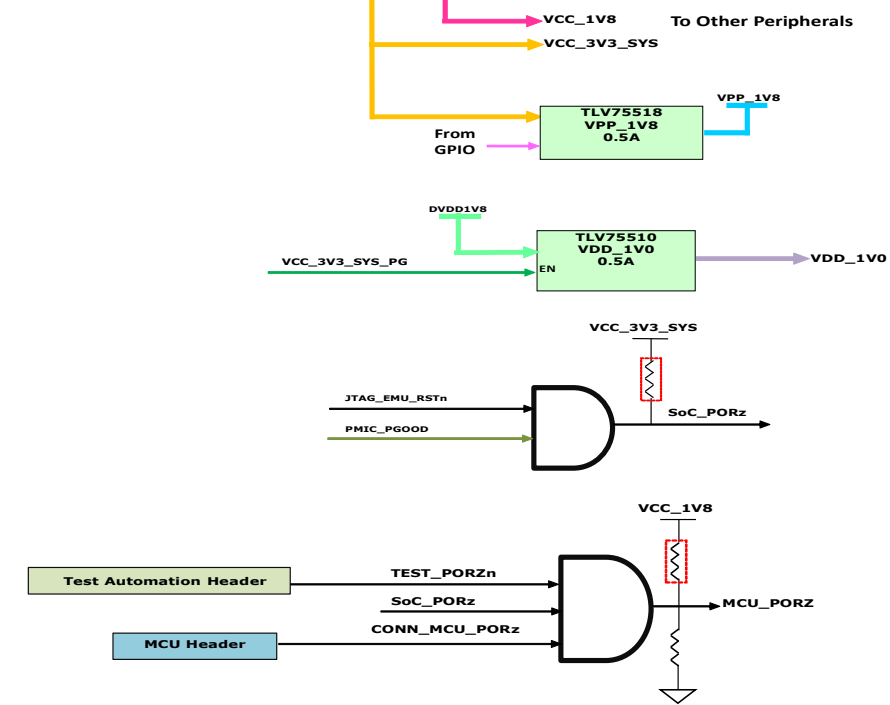 VCC_1V8
To Other Peripherals
VCC_3V3_SYS
VPP_1V8
TLV75518
VPP_1V8
0.5A
From
GPIO
DVDD1V8
TLV75510
VDD_1V0
0.5A
VCC_3V3_SYS_PG
EN
VDD_1V0
VCC_3V3_SYS
JTAG_EMU_RSTn
SoC_PORz
PMIC_PGOOD
VCC_1V8
Test Automation Header
TEST_PORZn
SoC_PORz
MCU_PORZ
CONN_MCU_PORz
MCU Header